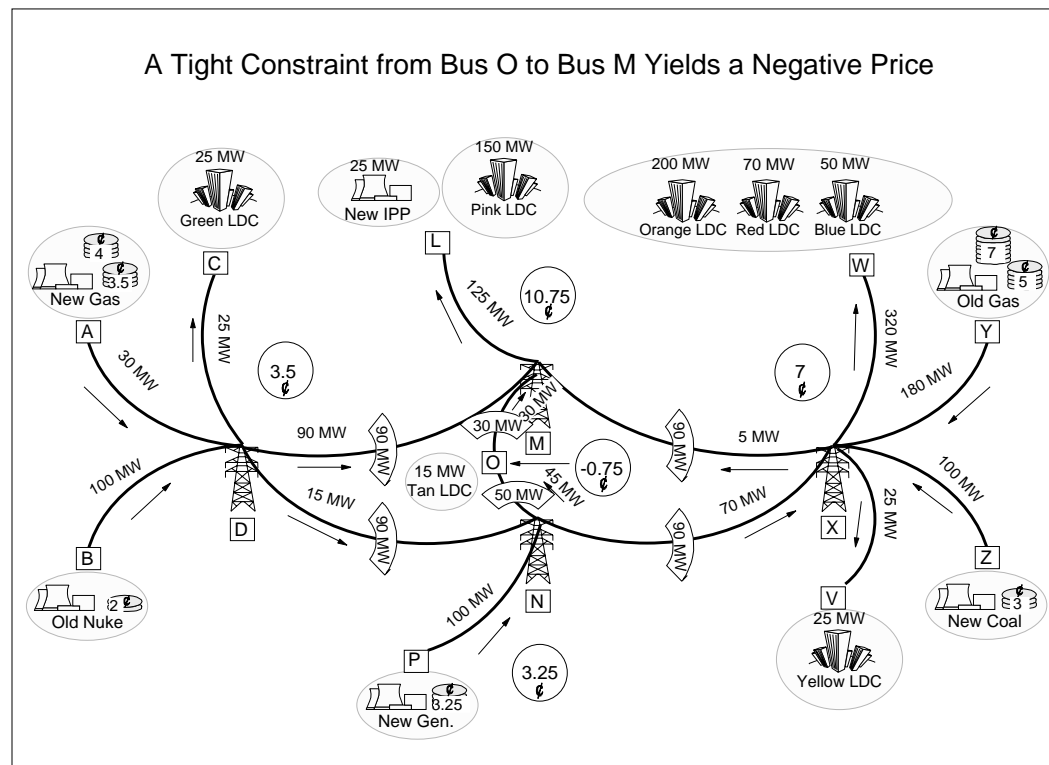 A Tight Constraint from Bus O to Bus M Yields a Negative Price
25 MW
Green LDC
25 MW
New IPP
150 MW
Pink LDC
200 MW
70 MW
50 MW
Orange LDC
Red LDC
Blue LDC
¢
4
¢
3.5
New Gas
C
L
W
¢
7
¢
5
Old Gas
A
Y
25 MW
125 MW
10.75
¢
320 MW
30 MW
3.5
¢
7
¢
180 MW
90 MW
90 MW
30 MW
30 MW
M
5 MW
90 MW
O
15 MW
Tan LDC
-0.75
¢
100 MW
15 MW
50 MW
45 MW
70 MW
25 MW
100 MW
D
90 MW
90 MW
X
B
¢
2
Old Nuke
N
Z
¢
3
New Coal
100 MW
V
25 MW
Yellow LDC
P
3.25
¢
¢
3.25
New Gen.